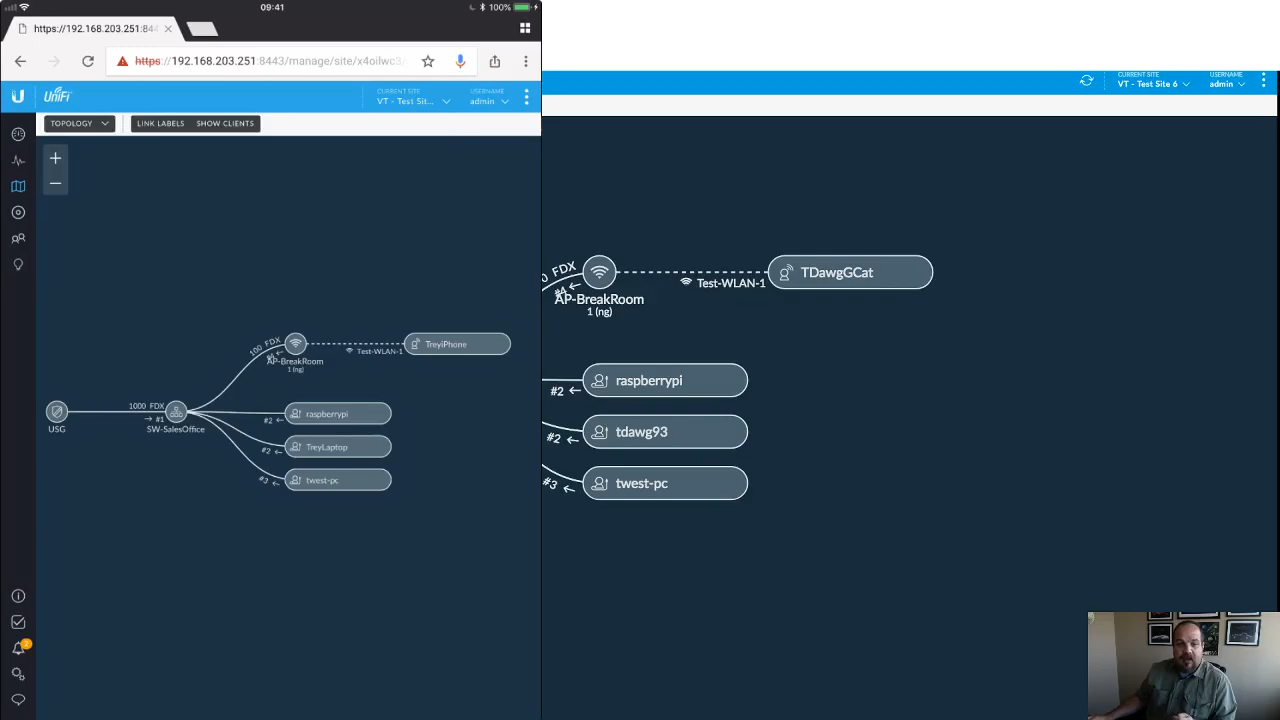 09:41
100%
https://192.168.203.251:844
https://192.168.203.251:8443/manage/site/x4oilwc3
U UniFi
CURRENT SITE
VT - Test Sit...
USERNAME
admin
CURRENT SITE
VT - Test Site 6
USERNAME
admin
TOPOLOGY
LINK LABELS
SHOW CLIENTS
+
−
100 FDX
AP-BreakRoom
1 (ng)
Test-WLAN-1
TreyiPhone
USG
1000 FDX
#1
SW-SalesOffice
#2
raspberrypi
#2
TreyLaptop
#3
twest-pc
0 FDX
#4
AP-BreakRoom
1 (ng)
Test-WLAN-1
TDawgGCat
#2
raspberrypi
#2
tdawg93
#3
twest-pc